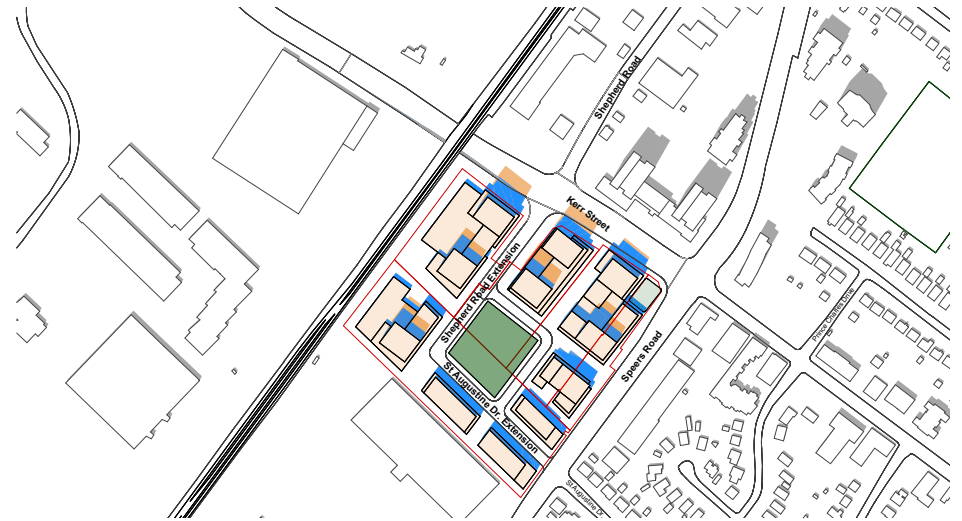 Shepherd Road
Kerr Street
Shepherd Road Extension
Prince Charles Drive
Speers Road
St Augustine Dr. Extension
St Augustine Dr